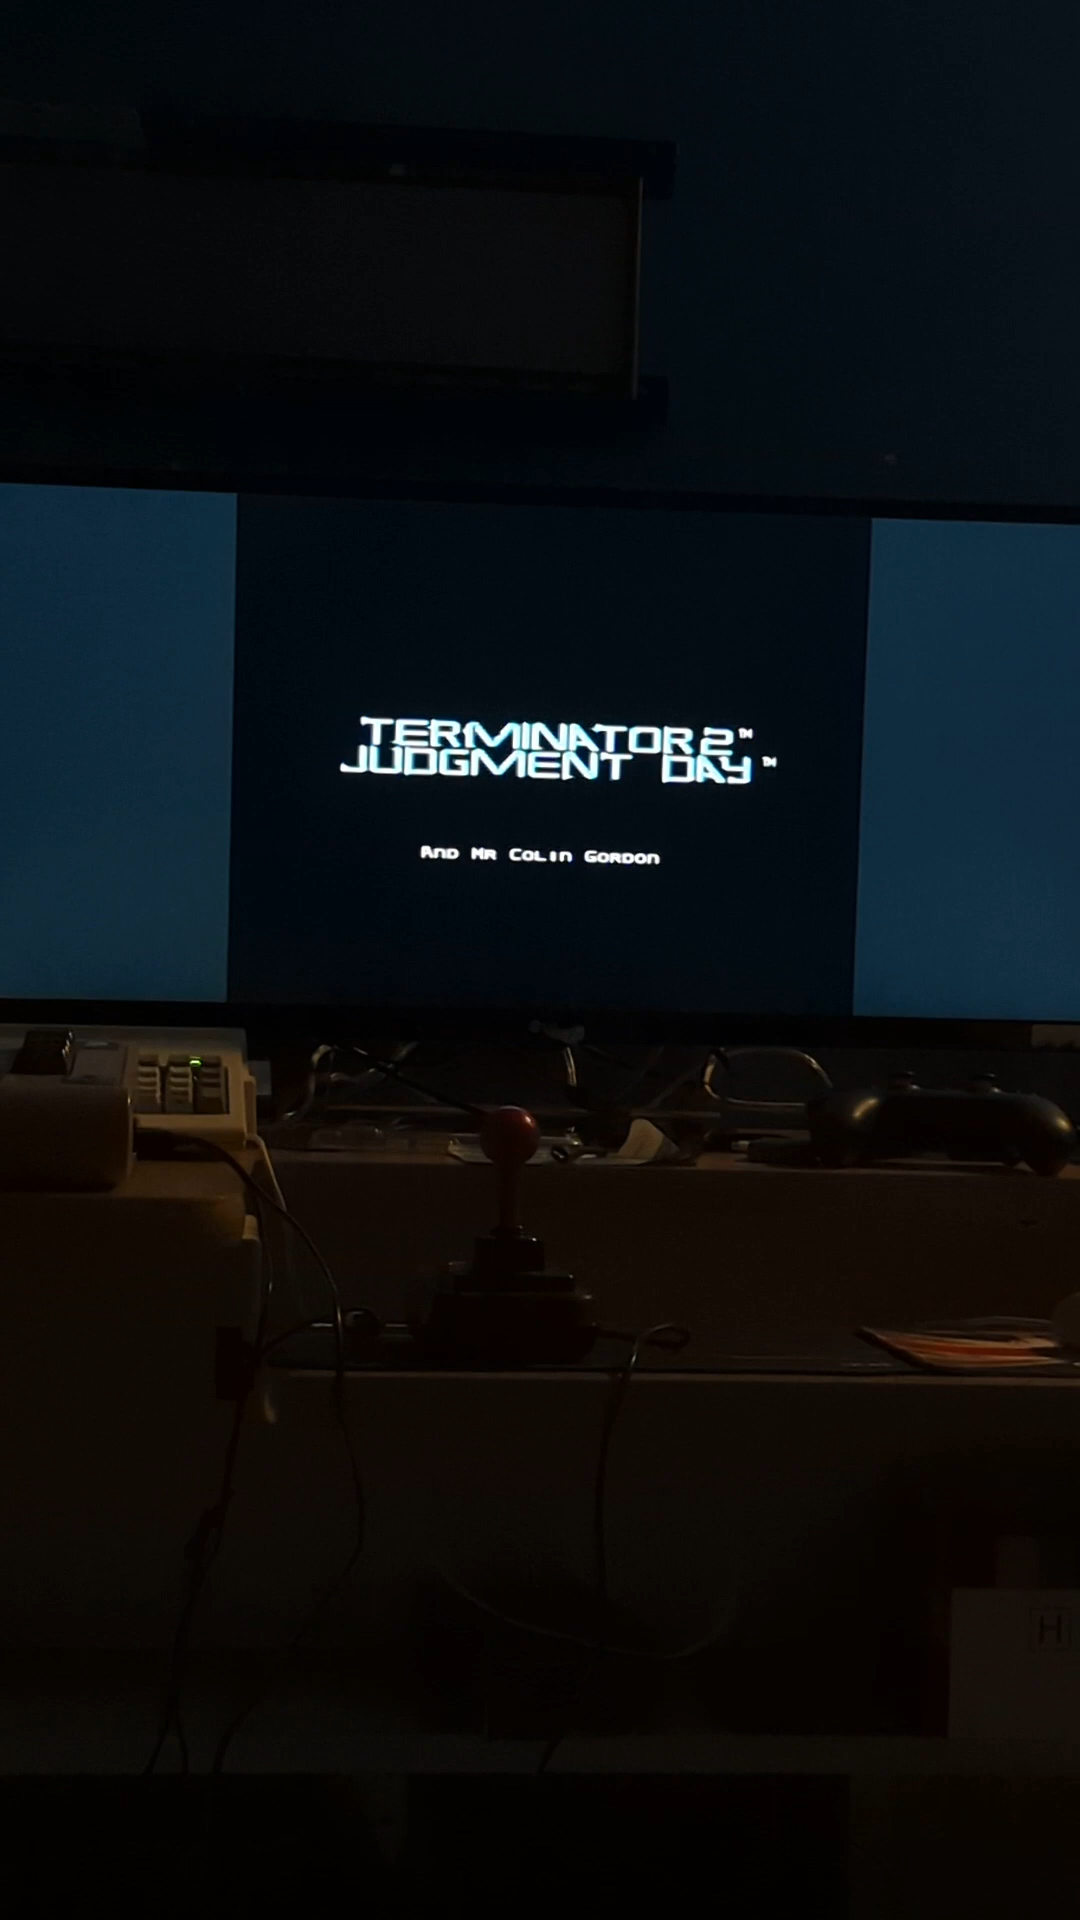 TERMINATOR 2™
JUDGMENT DAY™
And Mr Colin Gordon
H